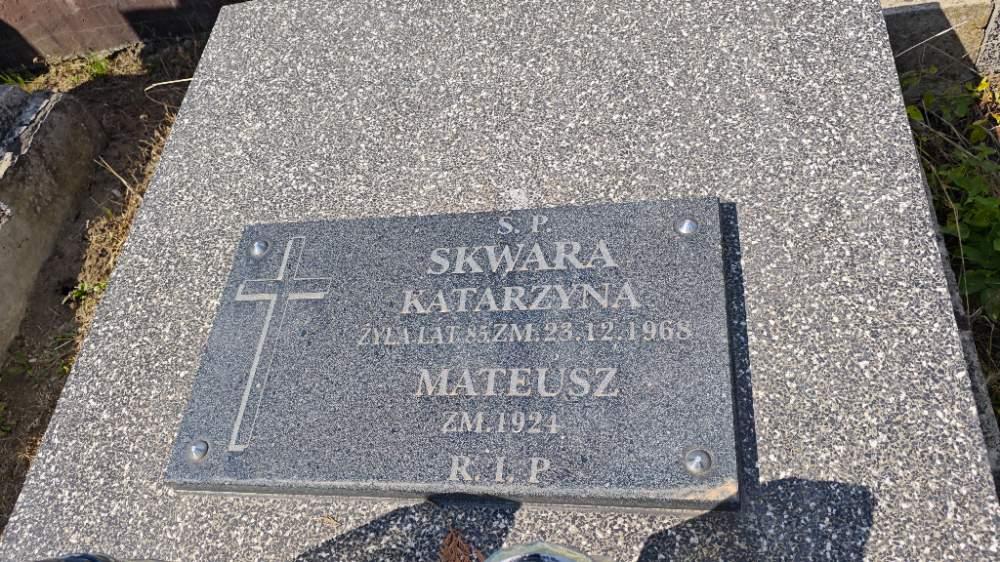 S. P.
SKWARA
KATARZYNA
ŻYŁA LAT 85 ZM. 23.12.1968
MATEUSZ
ZM. 1924
R. I. P